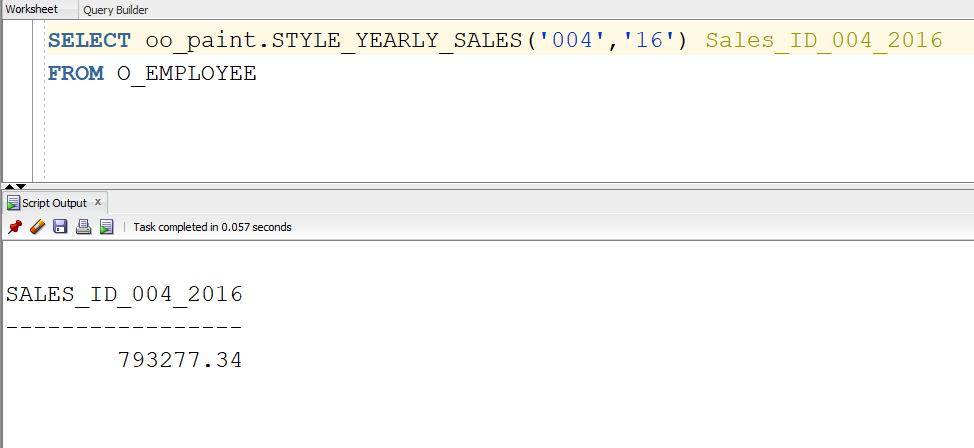 Worksheet Query Builder
SELECT oo_paint.STYLE_YEARLY_SALES('004','16') Sales_ID_004_2016
FROM O_EMPLOYEE
Script Output x
Task completed in 0.057 seconds
SALES_ID_004_2016
-----------------
793277.34